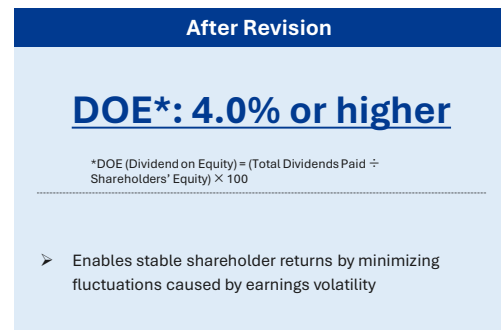 After Revision
DOE*: 4.0% or higher
*DOE (Dividend on Equity) = (Total Dividends Paid ÷
Shareholders’ Equity) × 100
➢ Enables stable shareholder returns by minimizing
fluctuations caused by earnings volatility